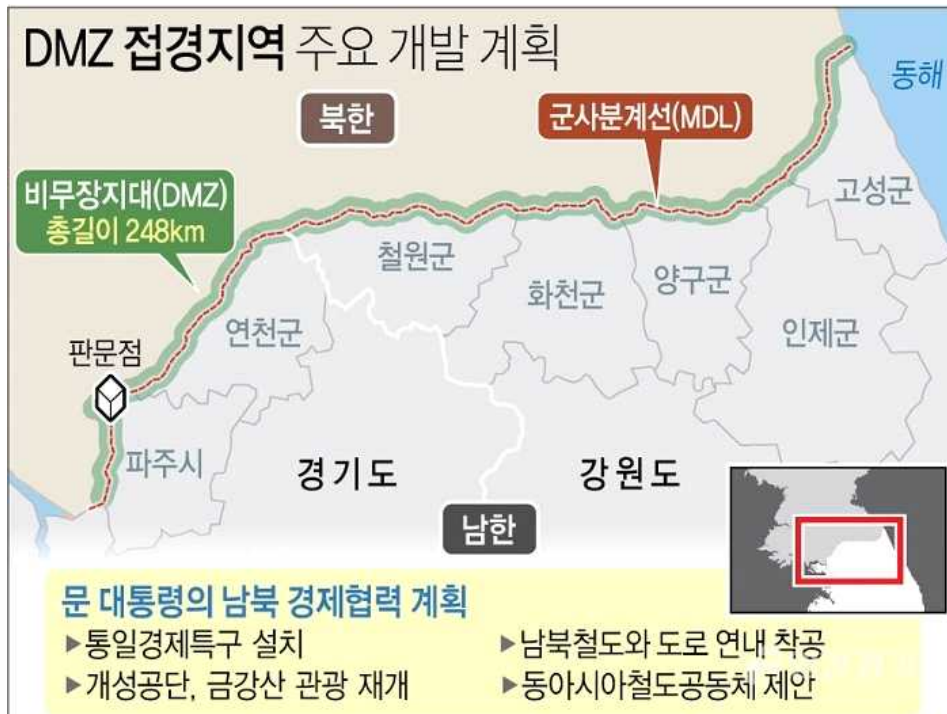 DMZ 접경지역 주요 개발 계획
동해
북한
군사분계선(MDL)
비무장지대(DMZ)
총길이 248km
고성군
철원군
양구군
화천군
연천군
인제군
판문점
파주시
경기도
강원도
남한
문 대통령의 남북 경제협력 계획
▶통일경제특구 설치
▶남북철도와 도로 연내 착공
▶개성공단, 금강산 관광 재개
▶동아시아철도공동체 제안